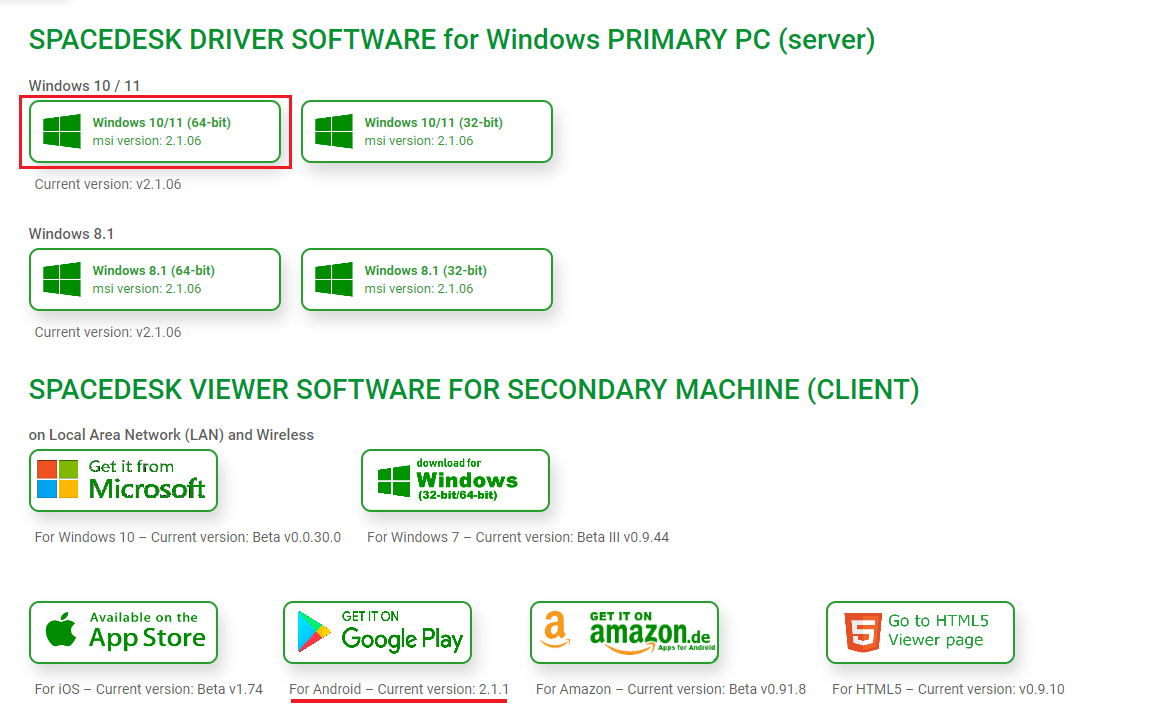 SPACEDESK DRIVER SOFTWARE for Windows PRIMARY PC (server)
Windows 10 / 11
Windows 10/11 (64-bit)
msi version: 2.1.06
Windows 10/11 (32-bit)
msi version: 2.1.06
Current version: v2.1.06
Windows 8.1
Windows 8.1 (64-bit)
msi version: 2.1.06
Windows 8.1 (32-bit)
msi version: 2.1.06
Current version: v2.1.06
SPACEDESK VIEWER SOFTWARE FOR SECONDARY MACHINE (CLIENT)
on Local Area Network (LAN) and Wireless
Get it from
Microsoft
download for
Windows
(32-bit/64-bit)
For Windows 10 – Current version: Beta v0.0.30.0
For Windows 7 – Current version: Beta III v0.9.44
Available on the
App Store
GET IT ON
Google Play
GET IT ON
amazon.de
Apps for Android
Go to HTML5
Viewer page
For iOS – Current version: Beta v1.74
For Android – Current version: 2.1.1
For Amazon – Current version: Beta v0.91.8
For HTML5 – Current version: v0.9.10